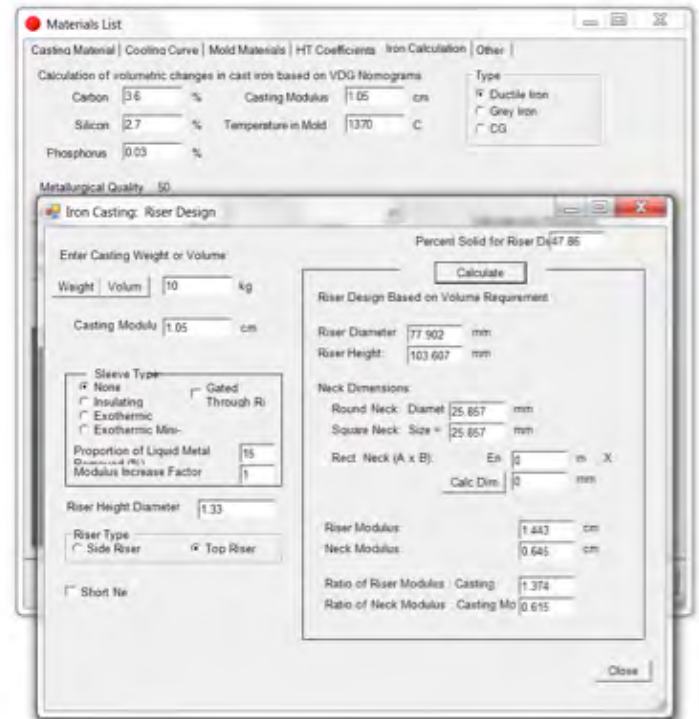 Materials List
Casting Material | Cooling Curve | Mold Materials | HT Coefficients Iron Calculation | Other |
Calculation of volumetric changes in cast iron based on VDG Nomograms
Type
Carbon 3.6 % Casting Modulus 1.05 cm
Ductile Iron
Silicon 2.7 % Temperature in Mold 1370 C
Grey Iron
CG
Phosphorus 0.03 %
Metallurgical Quality 50
Iron Casting: Riser Design
Percent Solid for Riser De 47.86
Enter Casting Weight or Volume
Calculate
Weight Volum 10 kg
Riser Design Based on Volume Requirement
Casting Modulu 1.05 cm
Riser Diameter 77.902 mm
Riser Height: 103.607 mm
Sleeve Type
None
Gated Through Ri
Insulating
Exothermic
Exothermic Mini-
Neck Dimensions:
Round Neck: Diamet 25.857 mm
Square Neck: Size = 25.857 mm
Proportion of Liquid Metal 15
Modulus Increase Factor 1
Rect. Neck (A x B): En 0 m X
Calc Dim 0 mm
Riser Height Diameter 1.33
Riser Type
Side Riser Top Riser
Riser Modulus: 1.443 cm
Neck Modulus 0.645 cm
Short Ne
Ratio of Riser Modulus : Casting 1.374
Ratio of Neck Modulus : Casting Mo 0.615
Close